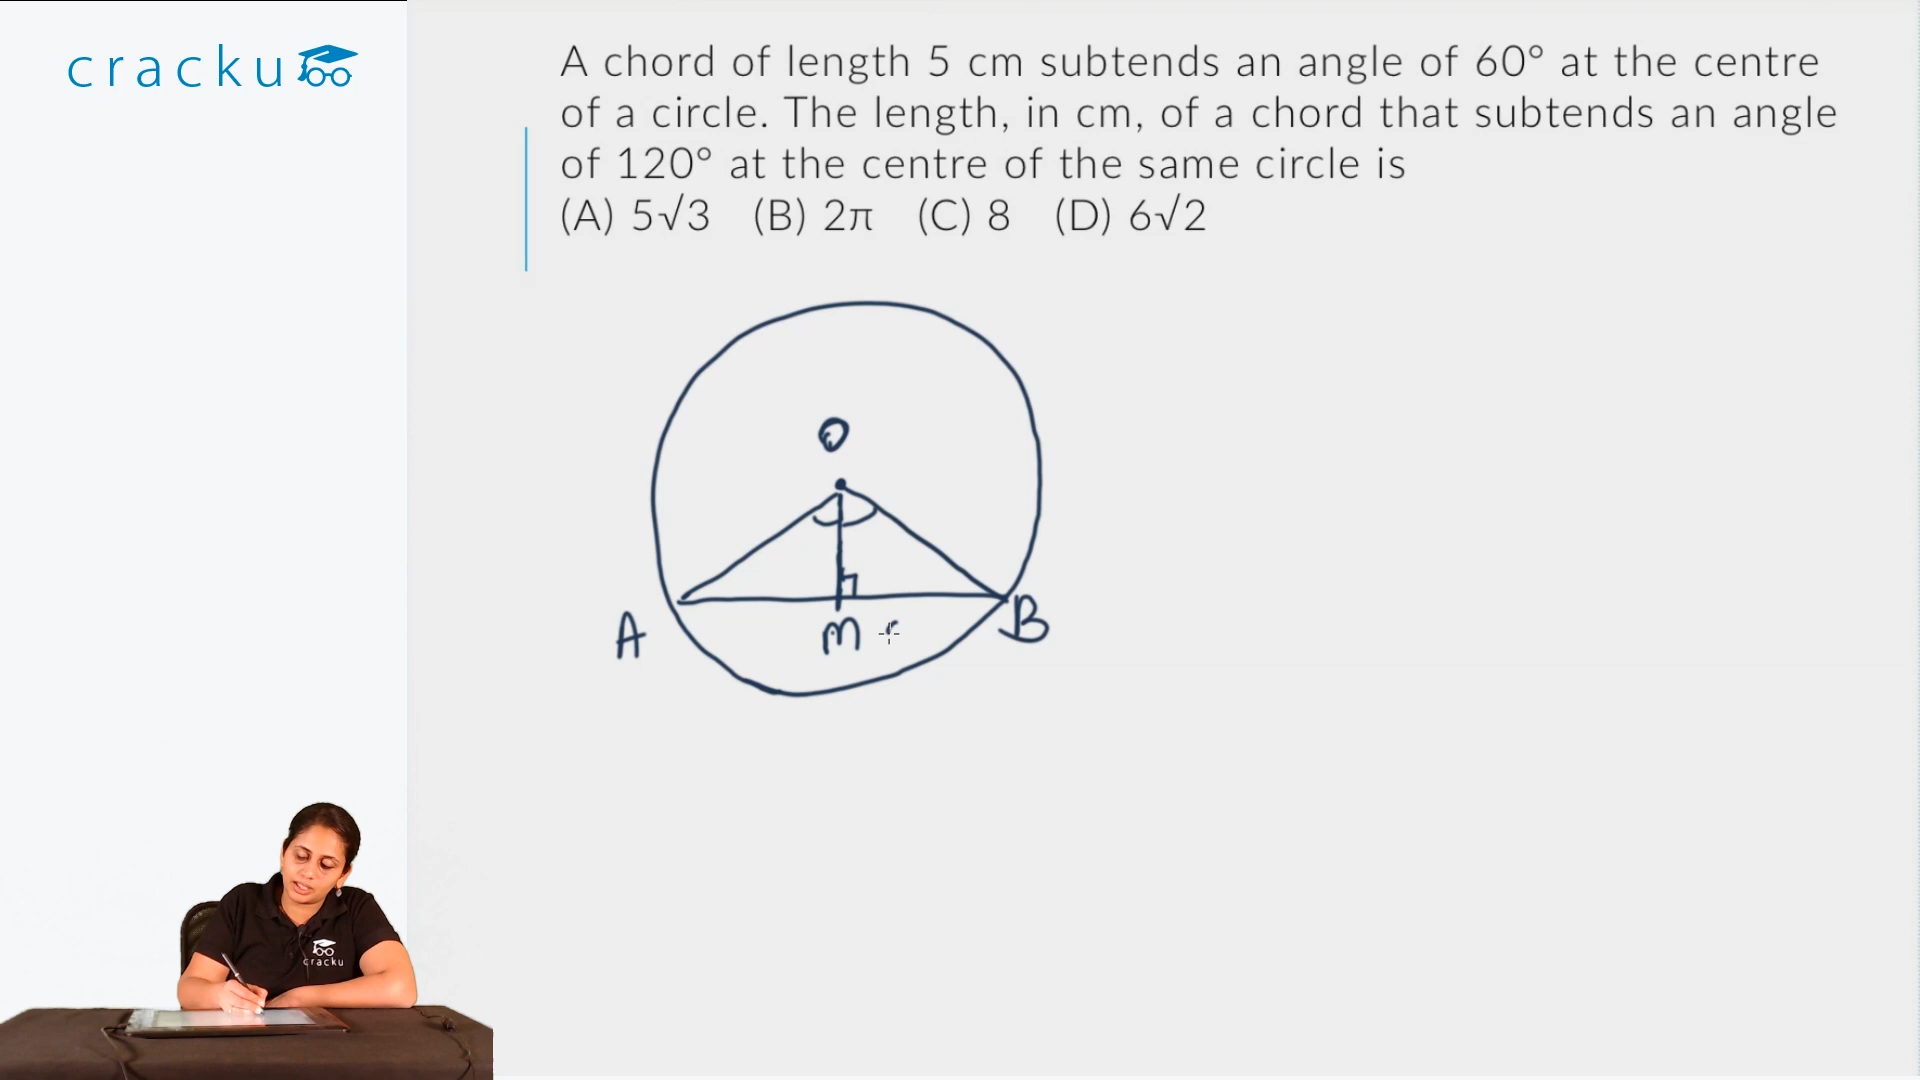 cracku
A chord of length 5 cm subtends an angle of 60° at the centre
of a circle. The length, in cm, of a chord that subtends an angle
of 120° at the centre of the same circle is
(A) 5√3 (B) 2π (C) 8 (D) 6√2
O
A
M
B
cracku